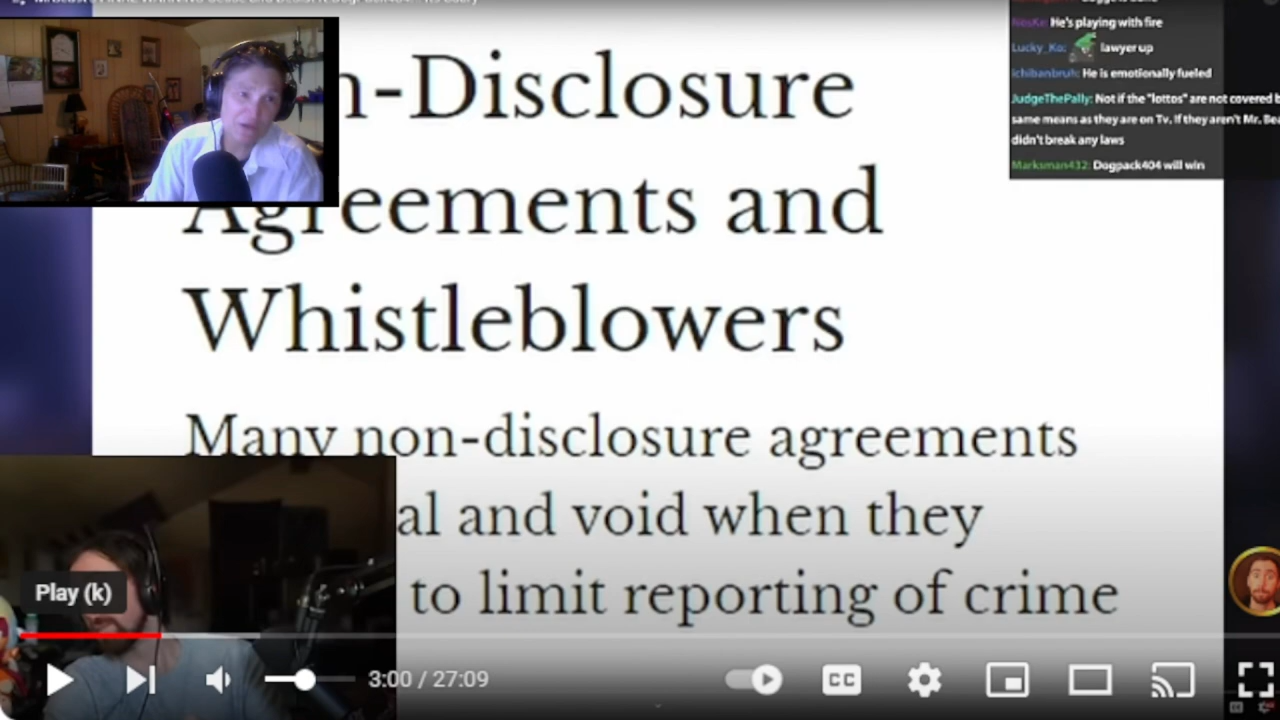 n-Disclosure
Agreements and
Whistleblowers
Many non-disclosure agreements
al and void when they
to limit reporting of crime
He's playing with fire
Lucky_Ko: lawyer up
Ichibanbruh: He is emotionally fueled
JudgeThePally: Not if the "lottos" are not covered b
same means as they are on Tv. If they aren't Mr. Bea
didn't break any laws
Marksman432: Dogpack404 will win
Play (k)
3:00 / 27:09
CC